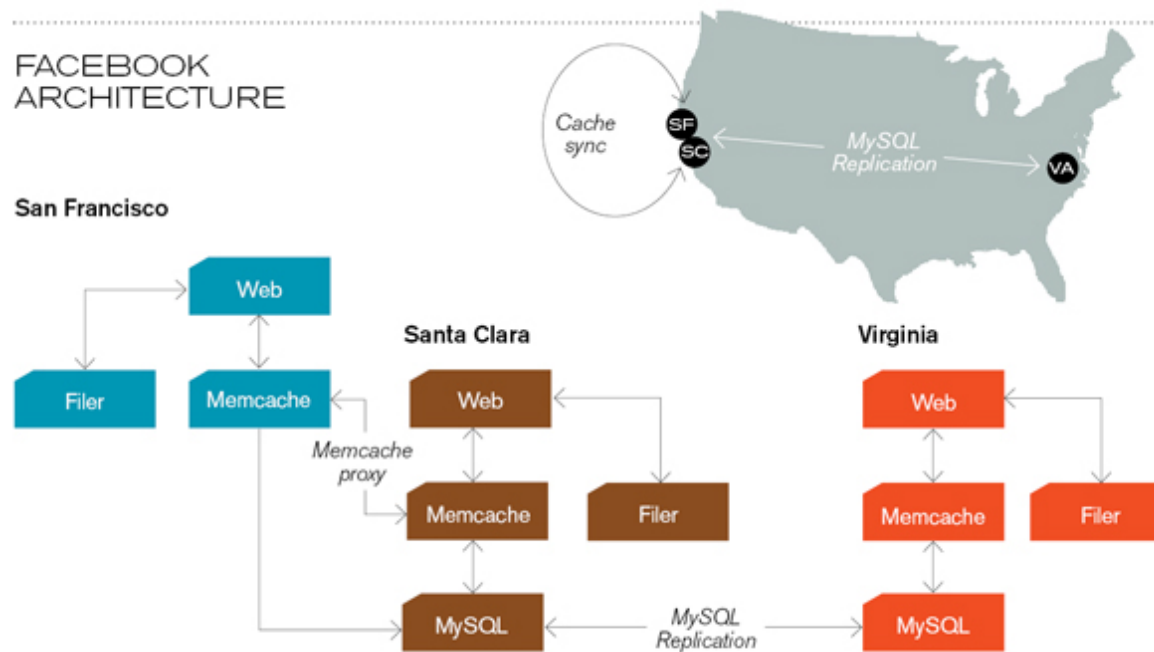 FACEBOOK
ARCHITECTURE
Cache
sync
SF
SC
MySQL
Replication
VA
San Francisco
Web
Filer
Memcache
Memcache
proxy
Santa Clara
Web
Memcache
Filer
MySQL
MySQL
Replication
Virginia
Web
Memcache
Filer
MySQL